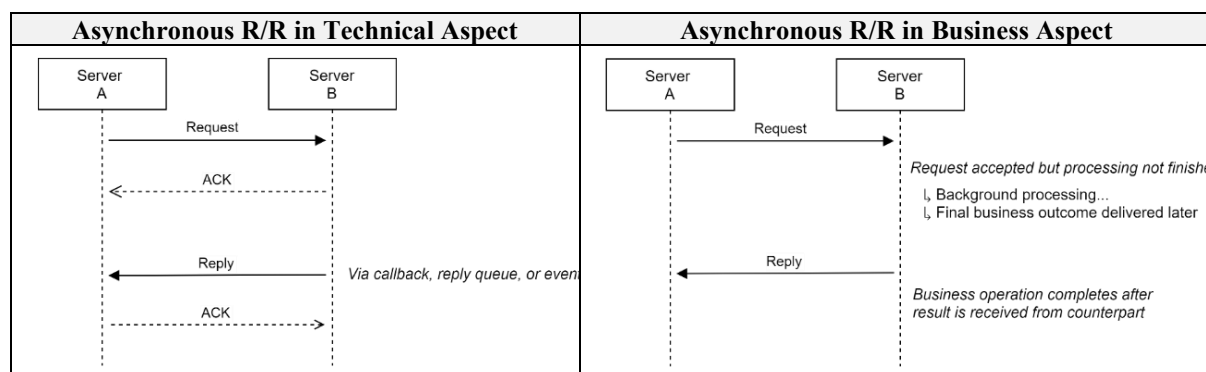 Asynchronous R/R in Technical Aspect
Server
A
Server
B
Request
ACK
Reply
Via callback, reply queue, or event
ACK
Asynchronous R/R in Business Aspect
Server
A
Server
B
Request
Request accepted but processing not finishe
↳ Background processing...
↳ Final business outcome delivered later
Reply
Business operation completes after
result is received from counterpart